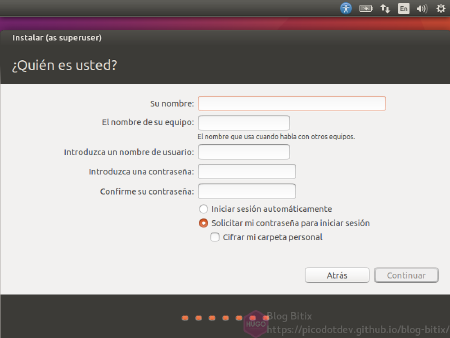 En
Instalar (as superuser)
¿Quién es usted?
Su nombre:
El nombre de su equipo:
El nombre que usa cuando habla con otros equipos.
Introduzca un nombre de usuario:
Introduzca una contraseña:
Confirme su contraseña:
Iniciar sesión automáticamente
Solicitar mi contraseña para iniciar sesión
Cifrar mi carpeta personal
Atrás
Continuar
HUGO
Blog Bitix
https://picodotdev.github.io/blog-bitix/